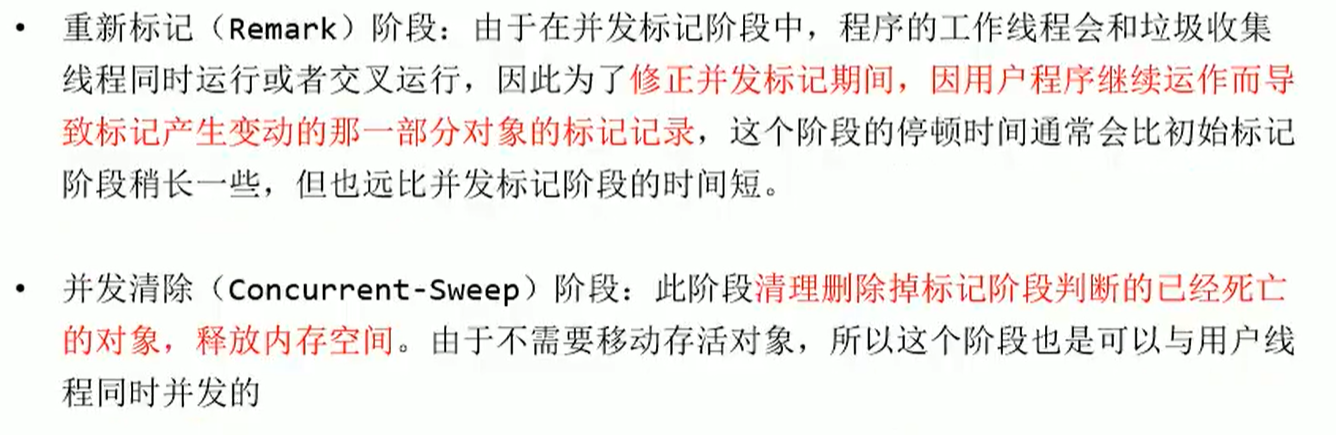 • 重新标记（Remark）阶段：由于在并发标记阶段中，程序的工作线程会和垃圾收集
线程同时运行或者交叉运行，因此为了修正并发标记期间，因用户程序继续运作而导
致标记产生变动的那一部分对象的标记记录，这个阶段的停顿时间通常会比初始标记
阶段稍长一些，但也远比并发标记阶段的时间短。
• 并发清除（Concurrent-Sweep）阶段：此阶段清理删除掉标记阶段判断的已经死亡
的对象，释放内存空间。由于不需要移动存活对象，所以这个阶段也是可以与用户线
程同时并发的